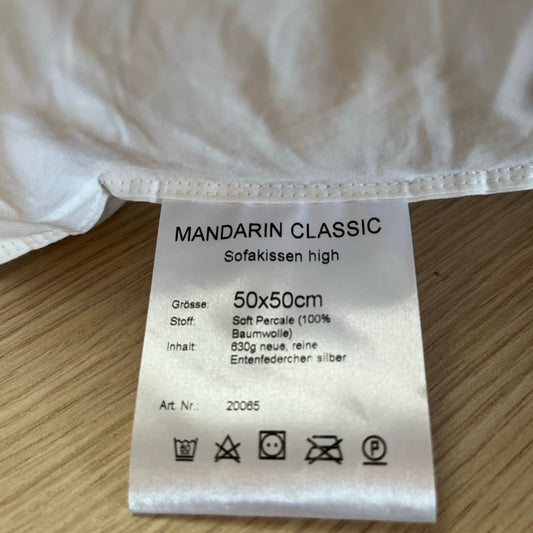 MANDARIN CLASSIC
Sofakissen high
Grösse: 50x50cm
Stoff: Soft Percale (100%
Baumwolle)
Inhalt: 630g neue, reine
Entenfederchen silber
Art. Nr.: 20065
60 P